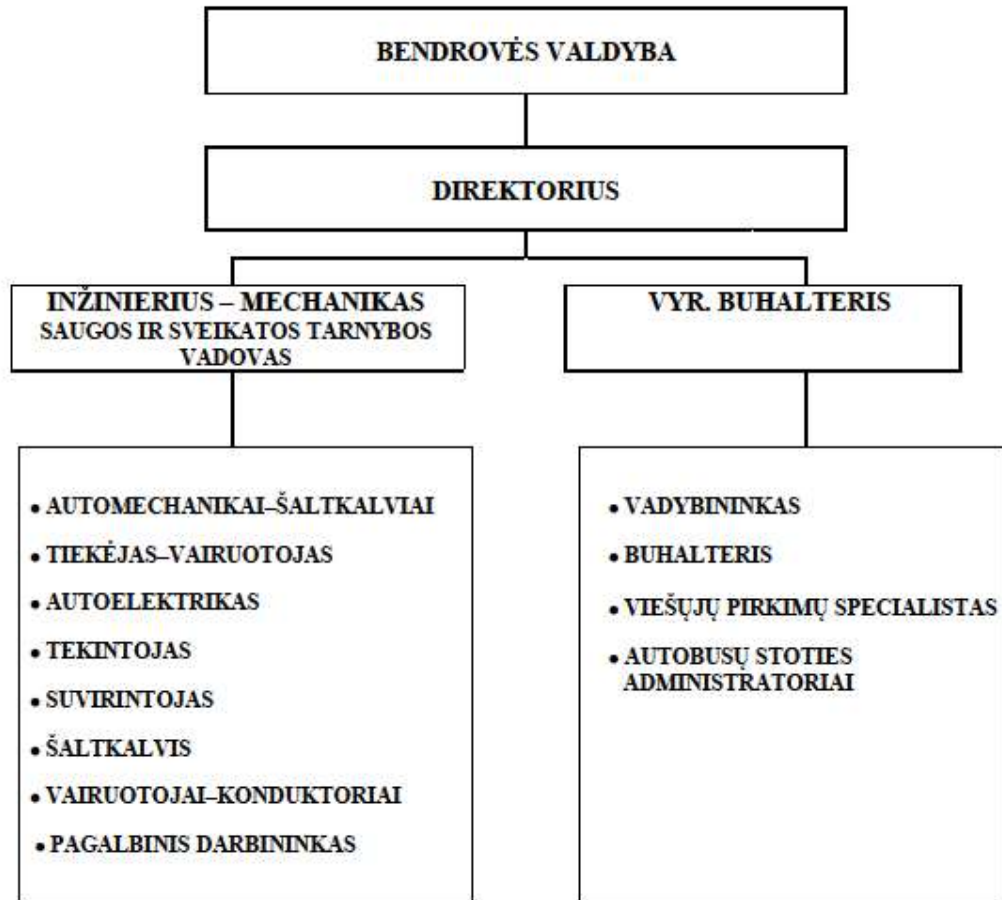 BENDROVĖS VALDYBA
DIREKTORIUS
INŽINIERIUS – MECHANIKAS
SAUGOS IR SVEIKATOS TARNYBOS
VADOVAS
VYR. BUHALTERIS
• AUTOMECHANIKAI–ŠALTKALVIAI
• TIEKĖJAS–VAIRUOTOJAS
• AUTOELEKTRIKAS
• TEKINTOJAS
• SUVIRINTOJAS
• ŠALTKALVIS
• VAIRUOTOJAI–KONDUKTORIAI
• PAGALBINIS DARBININKAS
• VADYBININKAS
• BUHALTERIS
• VIEŠŲJŲ PIRKIMŲ SPECIALISTAS
• AUTOBUSŲ STOTIES
ADMINISTRATORIAI